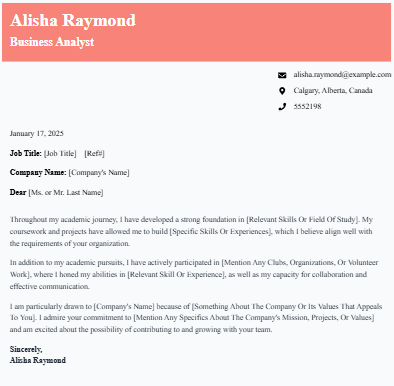 Alisha Raymond
Business Analyst
alisha.raymond@example.com
Calgary, Alberta, Canada
5552198
January 17, 2025
Job Title: [Job Title] [Ref#]
Company Name: [Company's Name]
Dear [Ms. or Mr. Last Name]
Throughout my academic journey, I have developed a strong foundation in [Relevant Skills Or Field Of Study]. My
coursework and projects have allowed me to build [Specific Skills Or Experiences], which I believe align well with
the requirements of your organization.
In addition to my academic pursuits, I have actively participated in [Mention Any Clubs, Organizations, Or Volunteer
Work], where I honed my abilities in [Relevant Skill or Experience], as well as my capacity for collaboration and
effective communication.
I am particularly drawn to [Company's Name] because of [Something About The Company Or Its Values That Appeals
To You]. I admire your commitment to [Mention Any Specifics About The Company's Mission, Projects, Or Values]
and am excited about the possibility of contributing to and growing with your team.
Sincerely,
Alisha Raymond